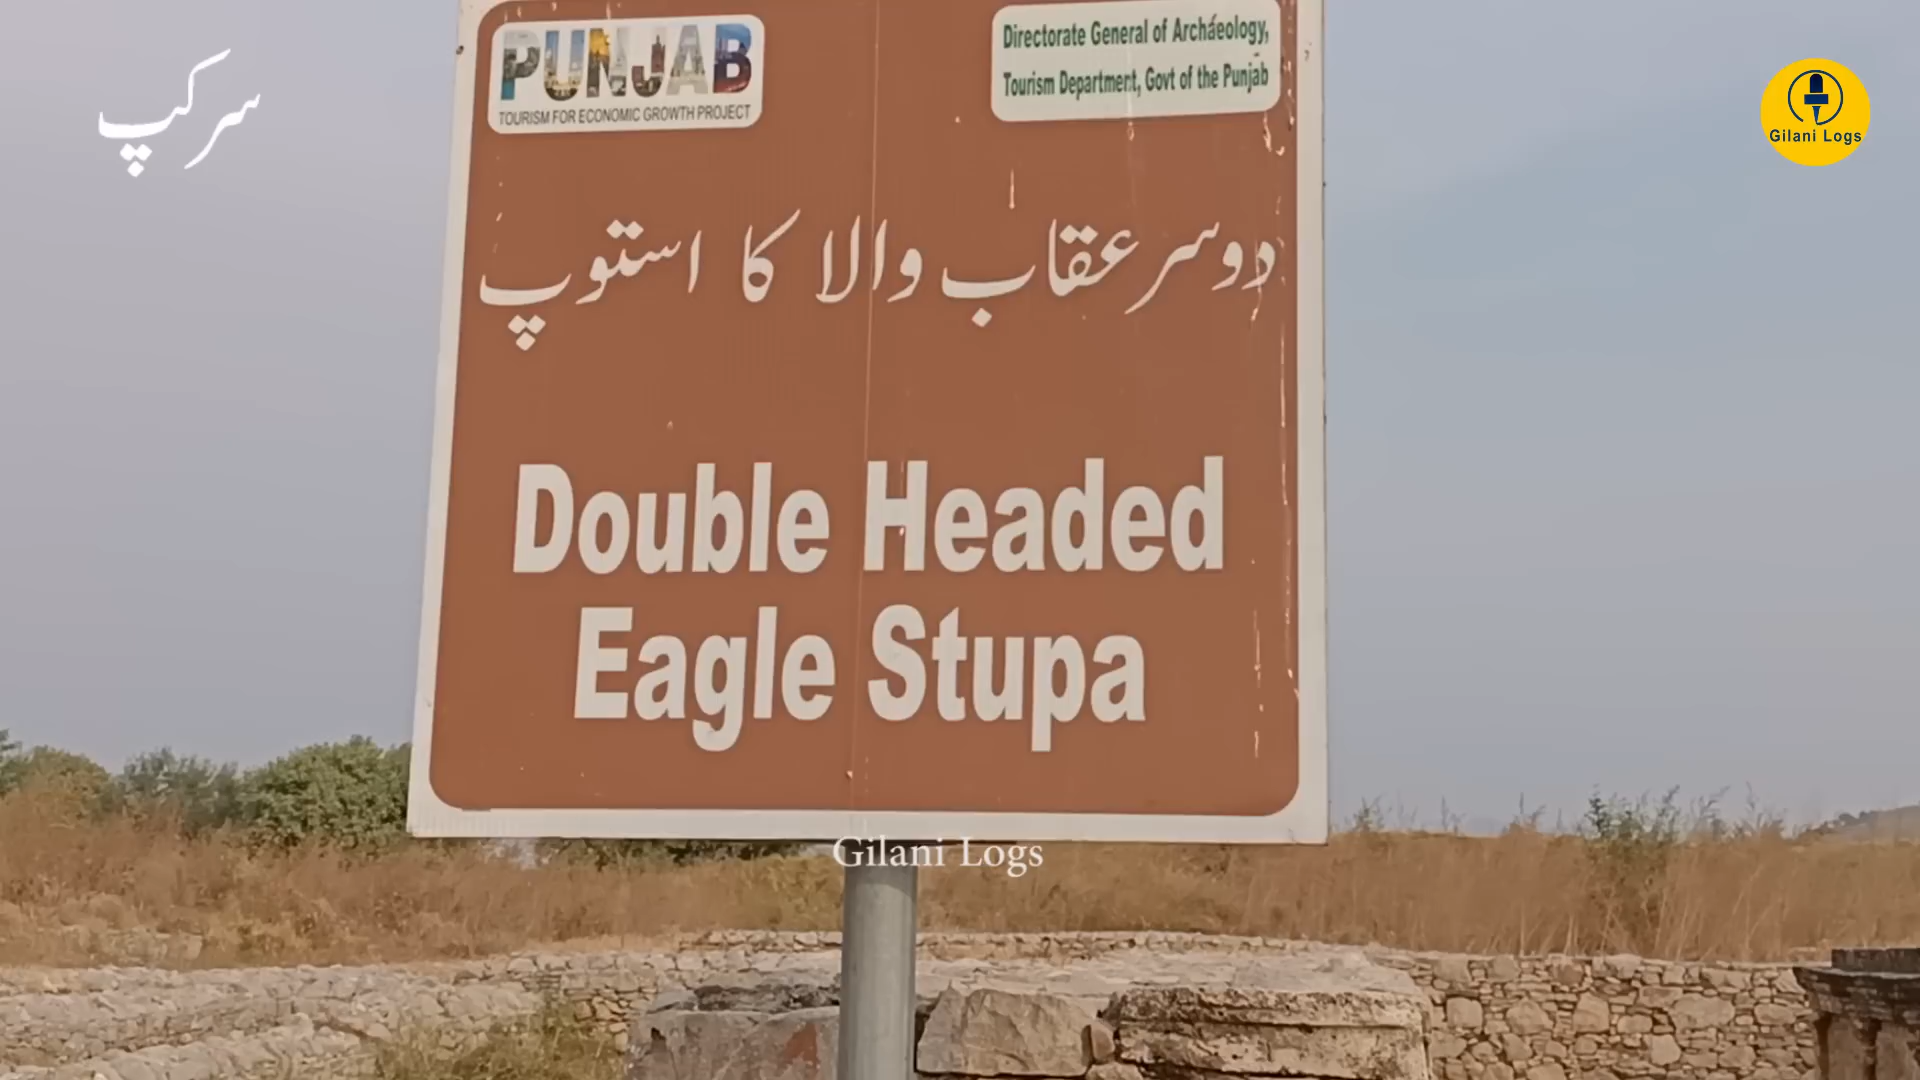 سرکپ
PUNJAB
TOURISM FOR ECONOMIC GROWTH PROJECT
Directorate General of Archaeology,
Tourism Department, Govt of the Punjab
Gilani Logs
دوسر عقاب والا کا استوپ
Double Headed
Eagle Stupa
Gilani Logs